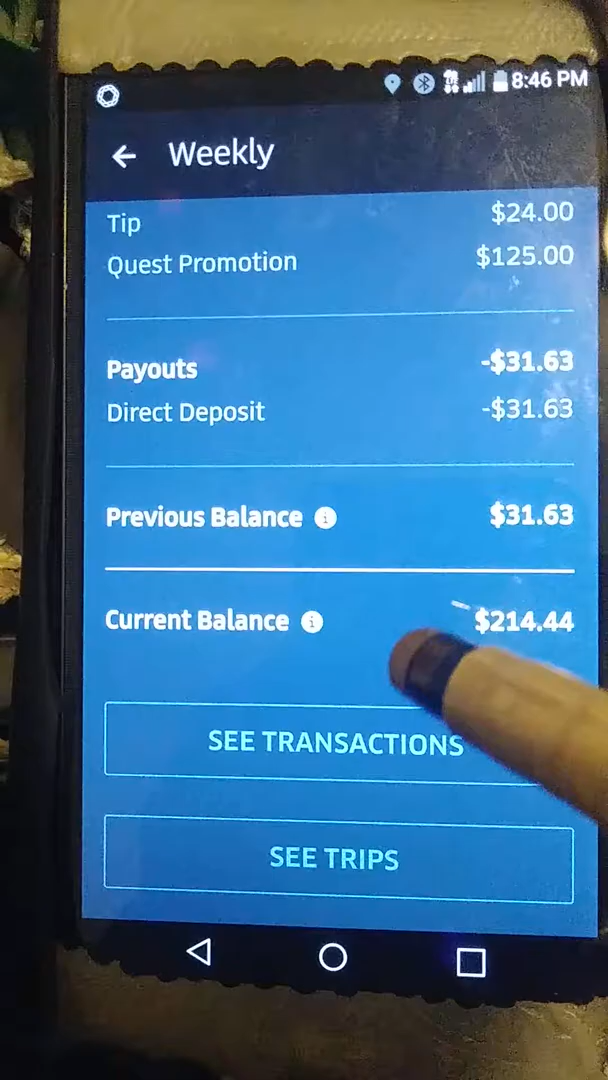 8:46 PM
Weekly
Tip $24.00
Quest Promotion $125.00
Payouts -$31.63
Direct Deposit -$31.63
Previous Balance $31.63
Current Balance $214.44
SEE TRANSACTIONS
SEE TRIPS